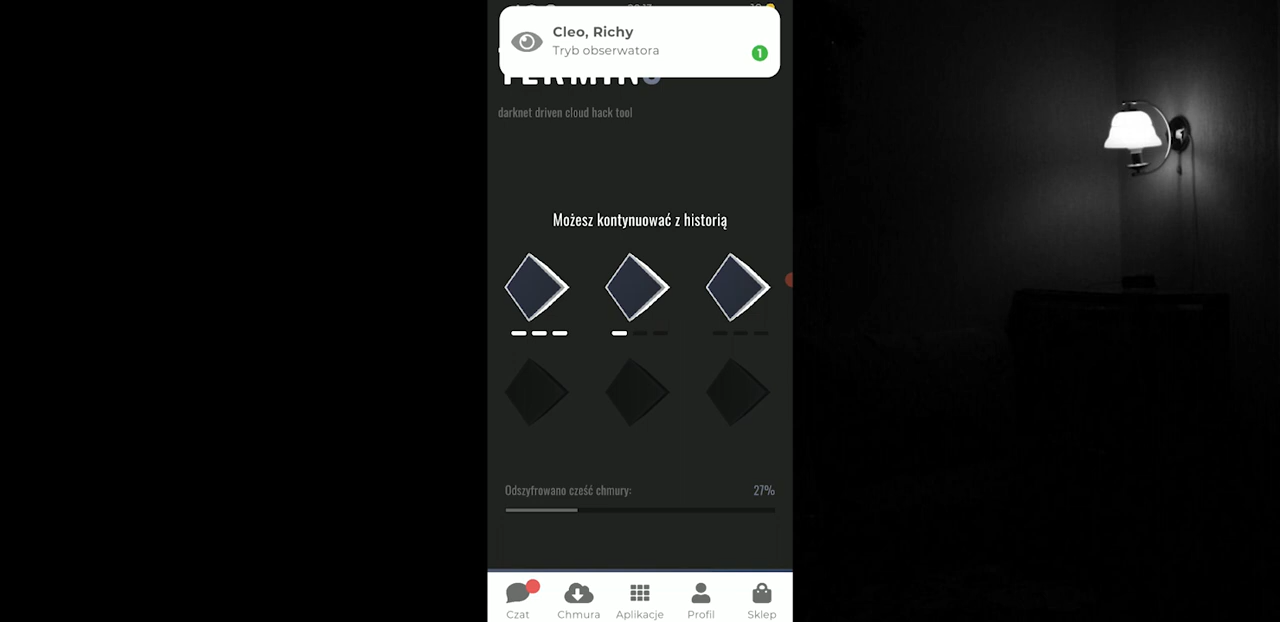 Cleo, Richy
Tryb obserwatora
1
darknet driven cloud hack tool
Możesz kontynuować z historią
Odszyfrowano cześć chmury:
27%
Czat
Chmura
Aplikacje
Profil
Sklep